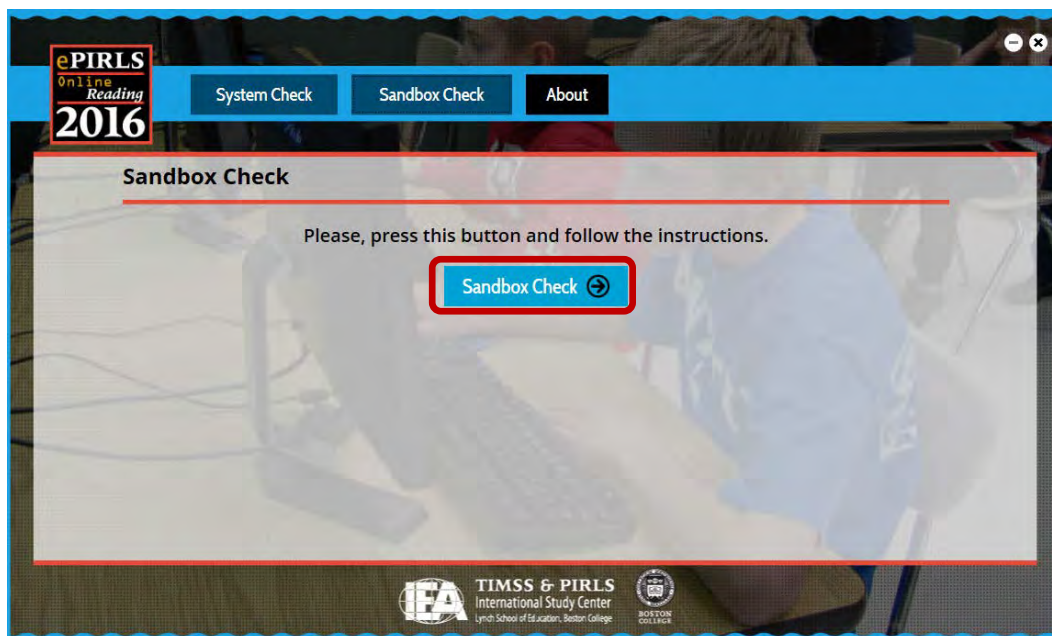 ePIRLS
Online
Reading
2016
System Check
Sandbox Check
About
Sandbox Check
Please, press this button and follow the instructions.
Sandbox Check
IEA
TIMSS & PIRLS
International Study Center
Lynch School of Education, Boston College
BOSTON
COLLEGE